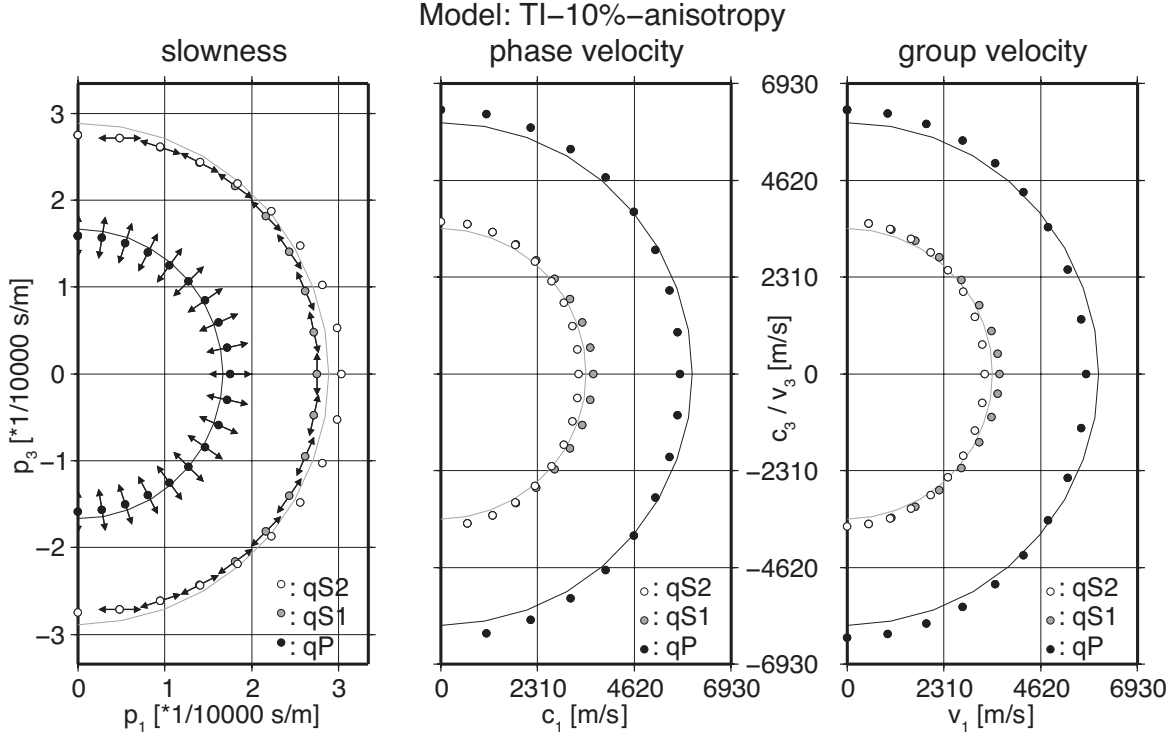 Model: TI−10%−anisotropy
slowness
phase velocity
group velocity
3
2
1
0
−1
−2
−3
p3 [*1/10000 s/m]
0
1
2
3
p1 [*1/10000 s/m]
: qS2
: qS1
: qP
0
2310
4620
6930
c1 [m/s]
: qS2
: qS1
: qP
6930
4620
2310
0
−2310
−4620
−6930
c3 / v3 [m/s]
0
2310
4620
6930
v1 [m/s]
: qS2
: qS1
: qP